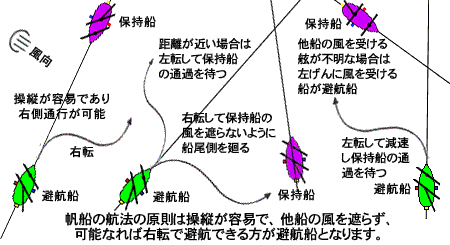 保持船
風向
距離が近い場合は
左転して保持船
の通過を待つ
保持船
他船の風を受ける
舷が不明な場合は
左げんに風を受ける
船が避航船
操縦が容易であり
右側通行が可能
右転
右転して保持船の
風を遮らないように
船尾側を廻る
左転して減速
し保持船の通
過を待つ
避航船
避航船
保持船
避航船
帆船の航法の原則は操縦が容易で、他船の風を遮らず、
可能なれば右転で避航できる方が避航船となります。